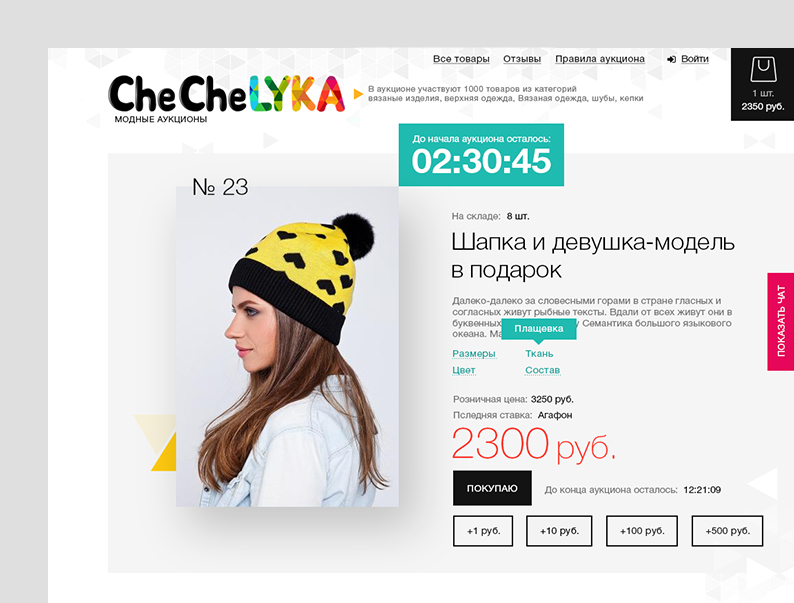 Все товары Отзывы Правила аукциона Войти
1 шт.
2350 руб.
CheCheLYKA
МОДНЫЕ АУКЦИОНЫ
В аукционе участвуют 1000 товаров из категорий
вязаные изделия, верхняя одежда, Вязаная одежда, шубы, кепки
До начала аукциона осталось:
02:30:45
№ 23
На складе: 8 шт.
Шапка и девушка-модель
в подарок
Далеко-далеко за словесными горами в стране гласных и
согласных живут рыбные тексты. Вдали от всех живут они в
буквенных Семантика большого языкового
океана.
Плащевка
Размеры Ткань
Цвет Состав
Розничная цена: 3250 руб.
Пследняя ставка: Агафон
2300 руб.
ПОКУПАЮ До конца аукциона осталось: 12:21:09
+1 руб. +10 руб. +100 руб. +500 руб.
ПОКАЗАТЬ ЧАТ